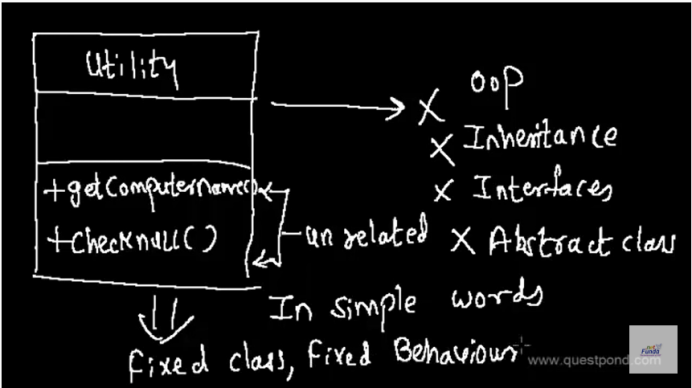 Utility
+getComputerName()
+Checknull()
unrelated
X OOP
X Inheritance
X Interfaces
X Abstract class
In simple words
Fixed class, Fixed Behaviour
www.questpond.com